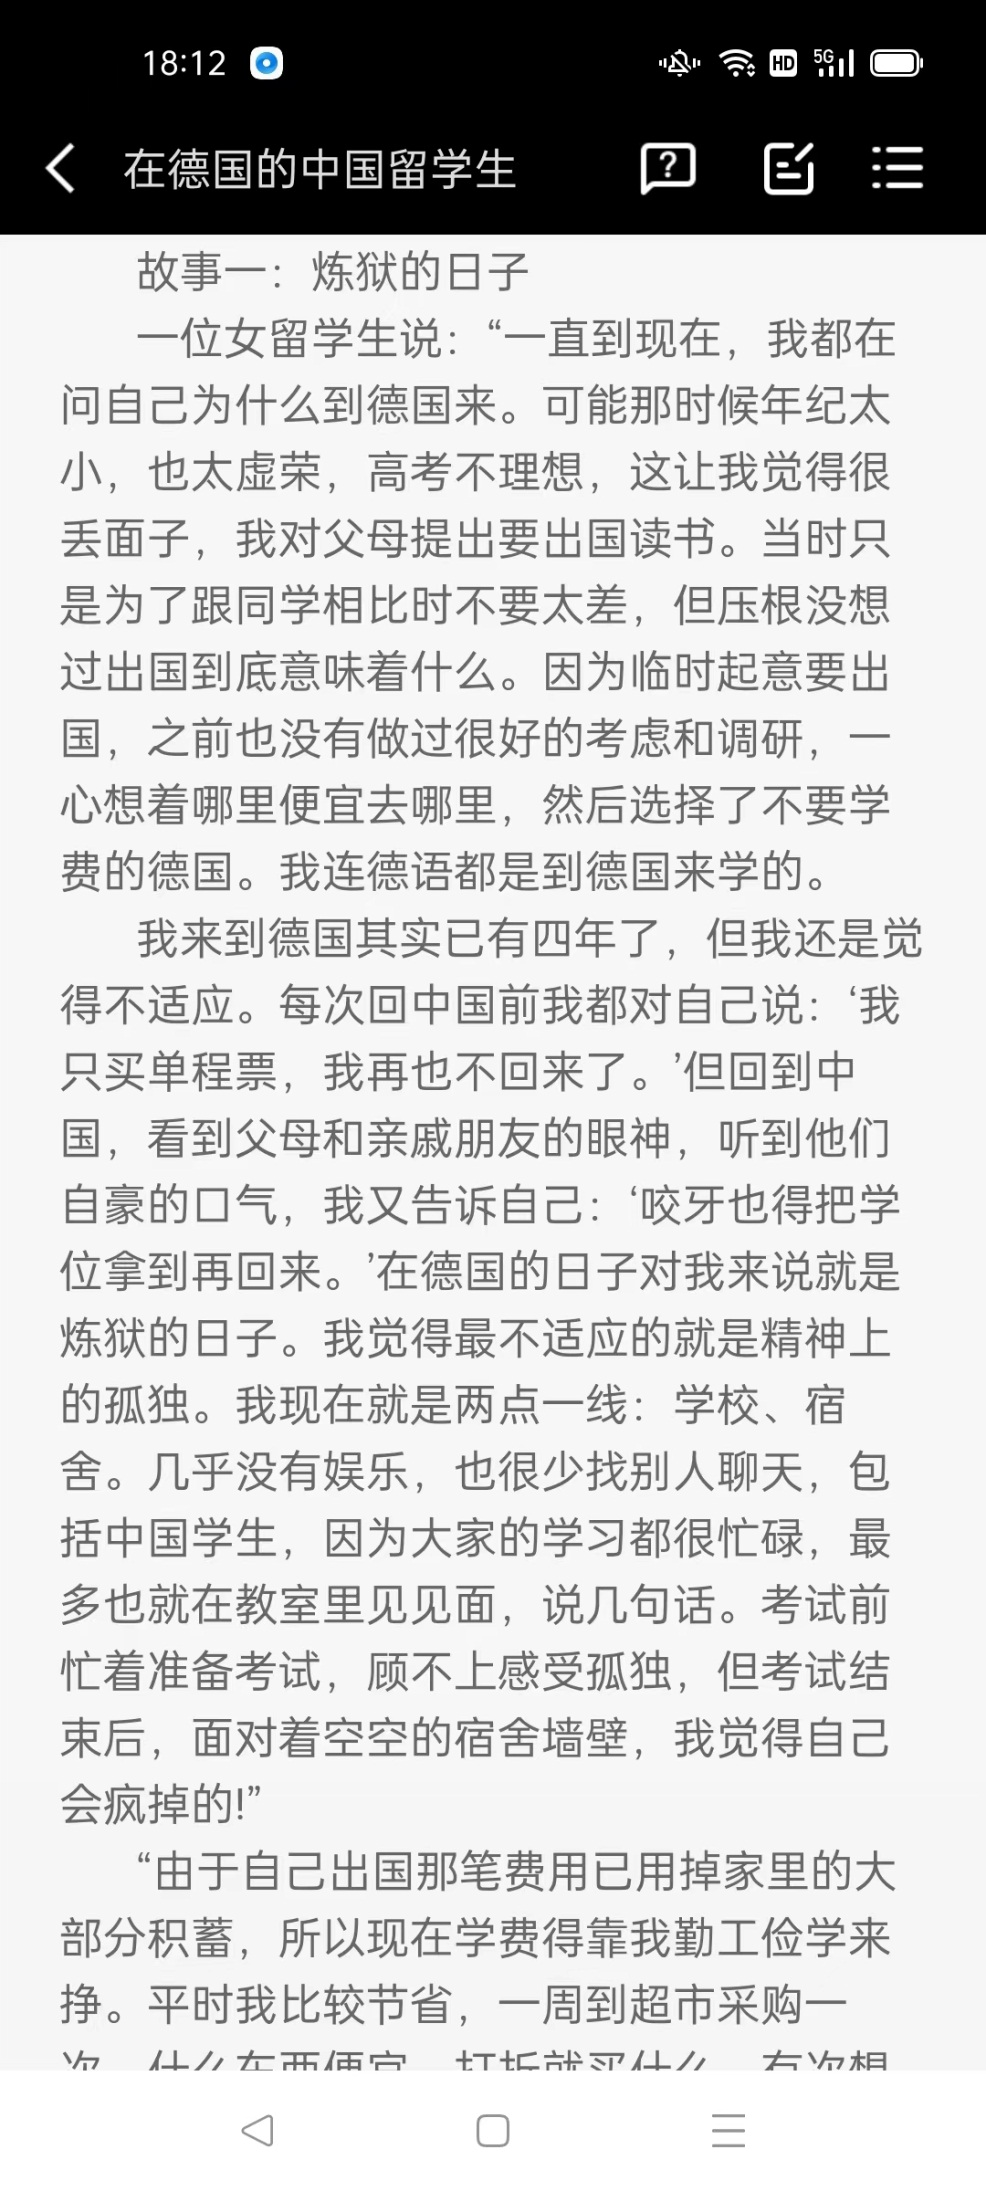 18:12
HD 5G
在德国的中国留学生
故事一：炼狱的日子
一位女留学生说：“一直到现在，我都在
问自己为什么到德国来。可能那时候年纪太
小，也太虚荣，高考不理想，这让我觉得很
丢面子，我对父母提出要出国读书。当时只
是为了跟同学相比时不要太差，但压根没想
过出国到底意味着什么。因为临时起意要出
国，之前也没有做过很好的考虑和调研，一
心想着哪里便宜去哪里，然后选择了不要学
费的德国。我连德语都是到德国来学的。
我来到德国其实已有四年了，但我还是觉
得不适应。每次回中国前我都对自己说：‘我
只买单程票，我再也不回来了。’但回到中
国，看到父母和亲戚朋友的眼神，听到他们
自豪的口气，我又告诉自己：‘咬牙也得把学
位拿到再回来。’在德国的日子对我来说就是
炼狱的日子。我觉得最不适应的就是精神上
的孤独。我现在就是两点一线：学校、宿
舍。几乎没有娱乐，也很少找别人聊天，包
括中国学生，因为大家的学习都很忙碌，最
多也就在教室里见见面，说几句话。考试前
忙着准备考试，顾不上感受孤独，但考试结
束后，面对着空空的宿舍墙壁，我觉得自己
会疯掉的!”
“由于自己出国那笔费用已用掉家里的大
部分积蓄，所以现在学费得靠我勤工俭学来
挣。平时我比较节省，一周到超市采购一
次，什么东西便宜、打折就买什么。有次想